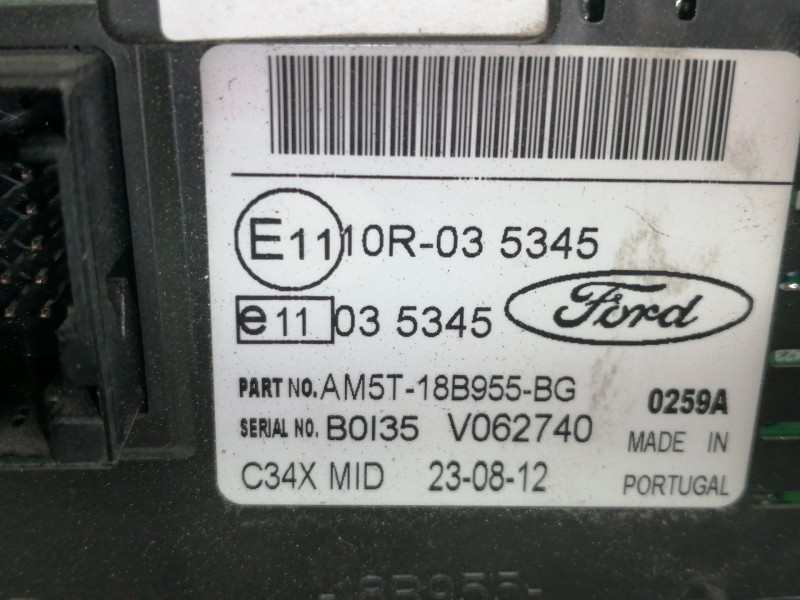 E11 10R-03 5345
e11 03 5345 Ford
PART NO. AM5T-18B955-BG 0259A
SERIAL NO. B0I35 V062740 MADE IN
C34X MID 23-08-12 PORTUGAL
-18B955-